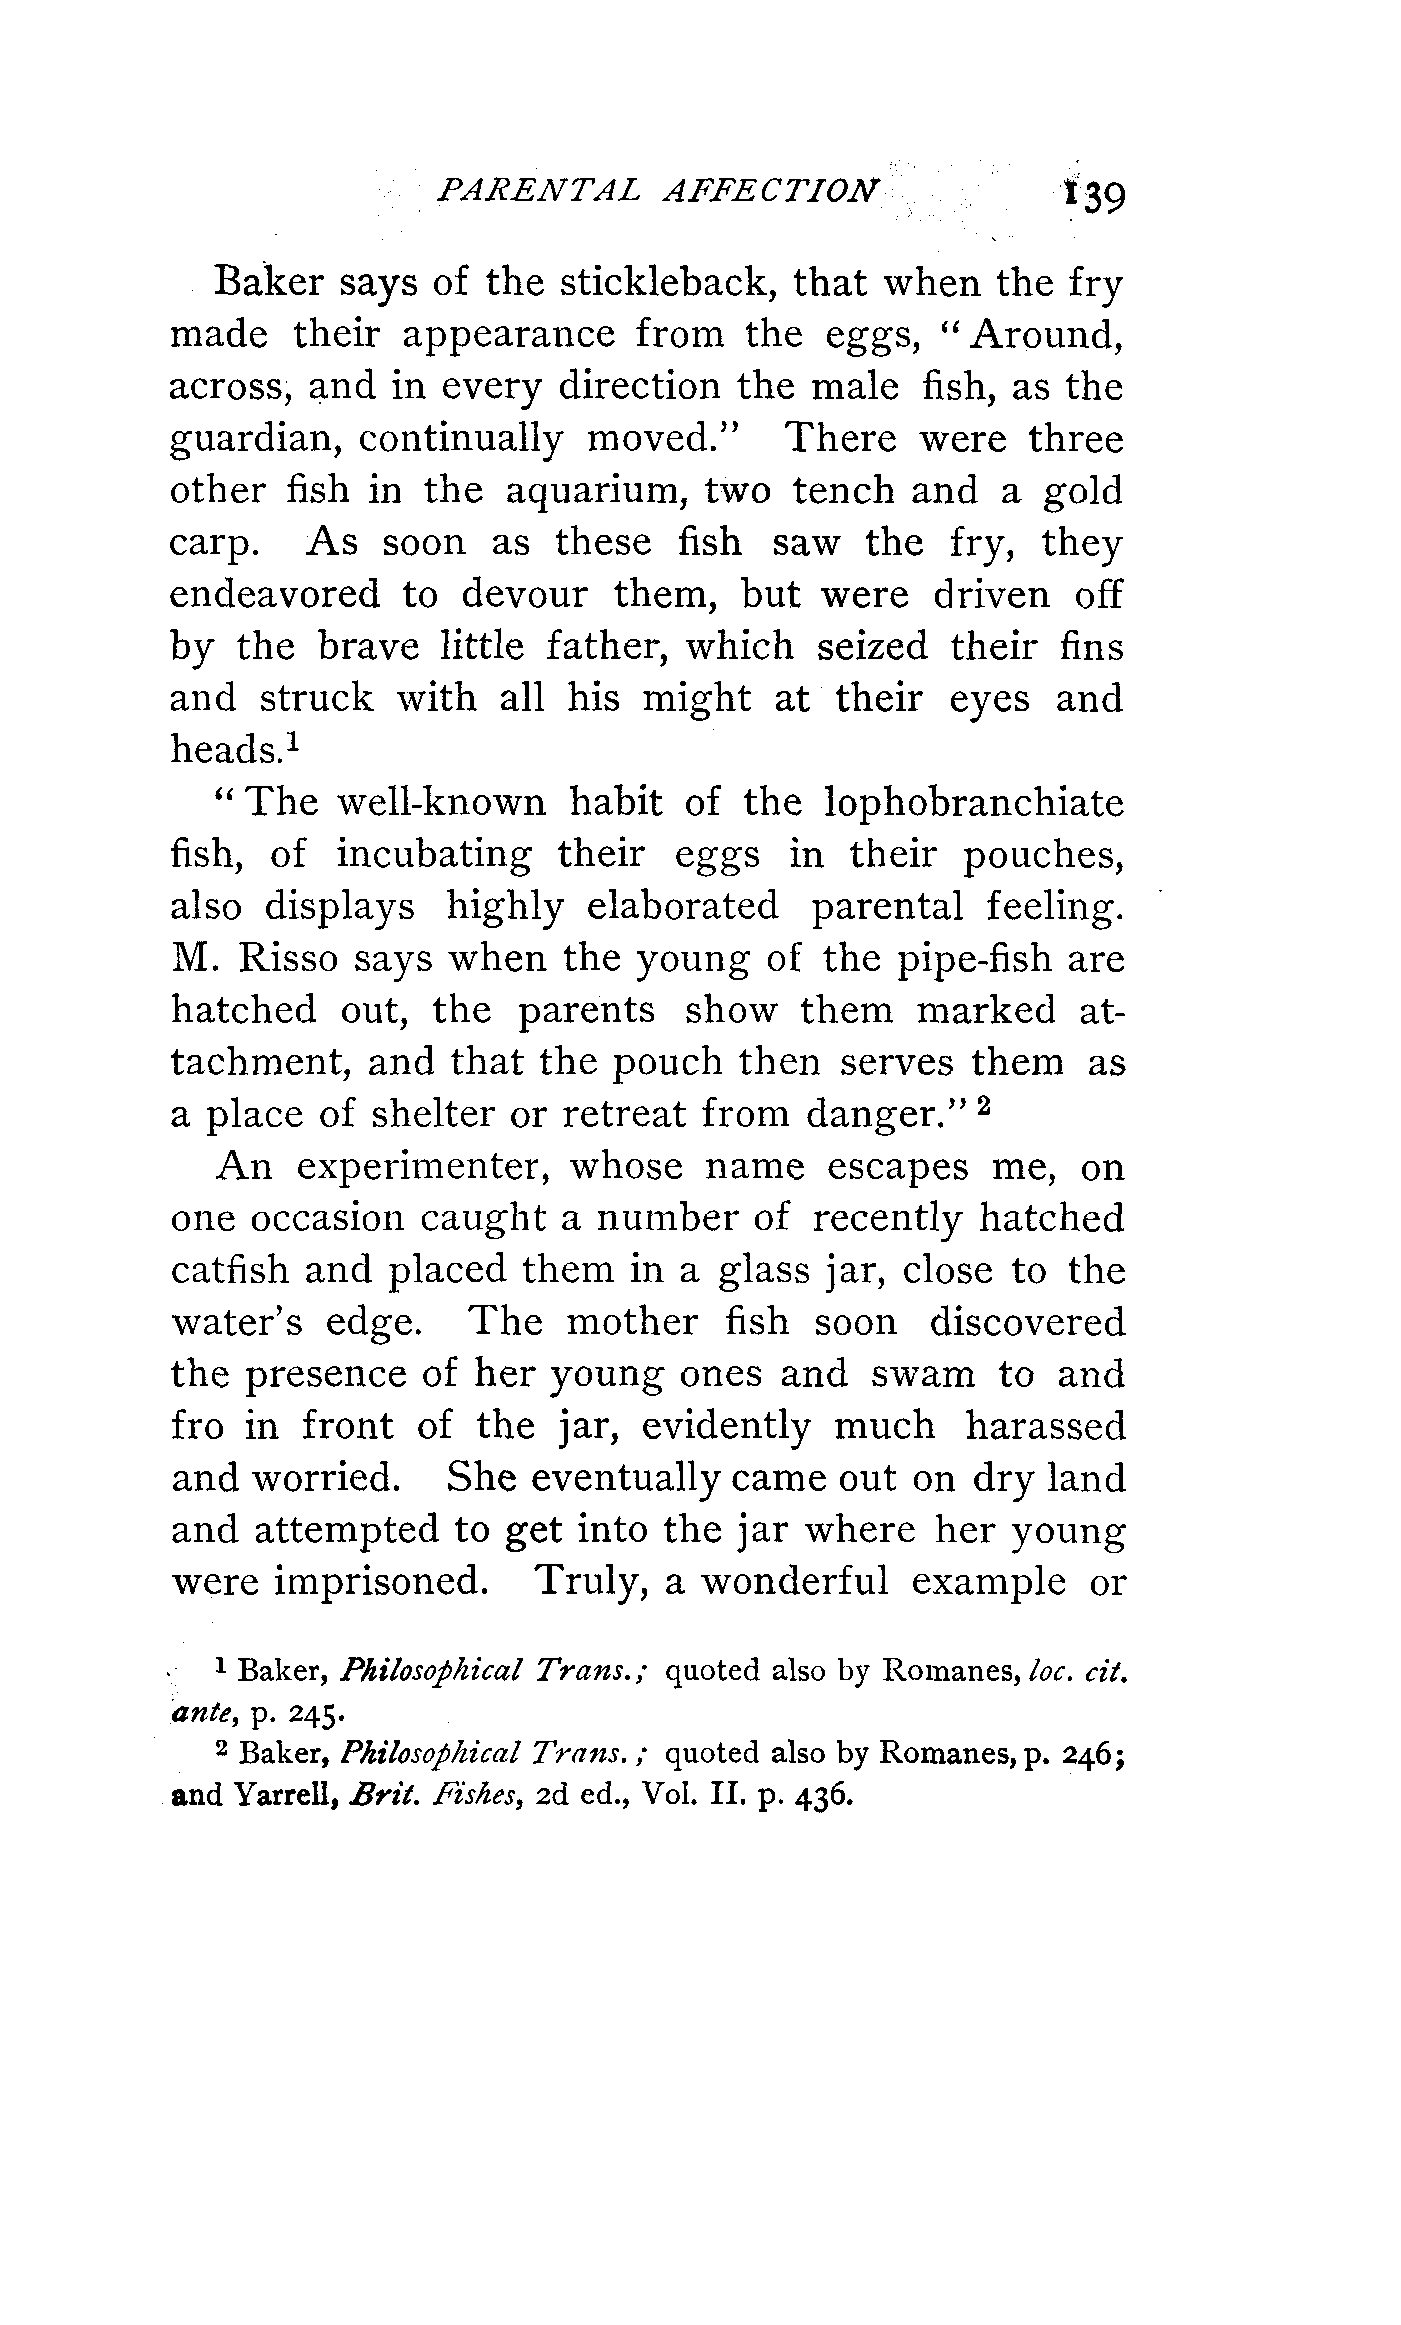 PARENTAL AFFECTION 139
Baker says of the stickleback, that when the fry
made their appearance from the eggs, "Around,
across, and in every direction the male fish, as the
guardian, continually moved." There were three
other fish in the aquarium, two tench and a gold
carp. As soon as these fish saw the fry, they
endeavored to devour them, but were driven off
by the brave little father, which seized their fins
and struck with all his might at their eyes and
heads.¹
"The well-known habit of the lophobranchiate
fish, of incubating their eggs in their pouches,
also displays highly elaborated parental feeling.
M. Risso says when the young of the pipe-fish are
hatched out, the parents show them marked at-
tachment, and that the pouch then serves them as
a place of shelter or retreat from danger." ²
An experimenter, whose name escapes me, on
one occasion caught a number of recently hatched
catfish and placed them in a glass jar, close to the
water's edge. The mother fish soon discovered
the presence of her young ones and swam to and
fro in front of the jar, evidently much harassed
and worried. She eventually came out on dry land
and attempted to get into the jar where her young
were imprisoned. Truly, a wonderful example or
¹ Baker, Philosophical Trans.; quoted also by Romanes, loc. cit.
ante, p. 245.
² Baker, Philosophical Trans.; quoted also by Romanes, p. 246;
and Yarrell, Brit. Fishes, 2d ed., Vol. II. p. 436.